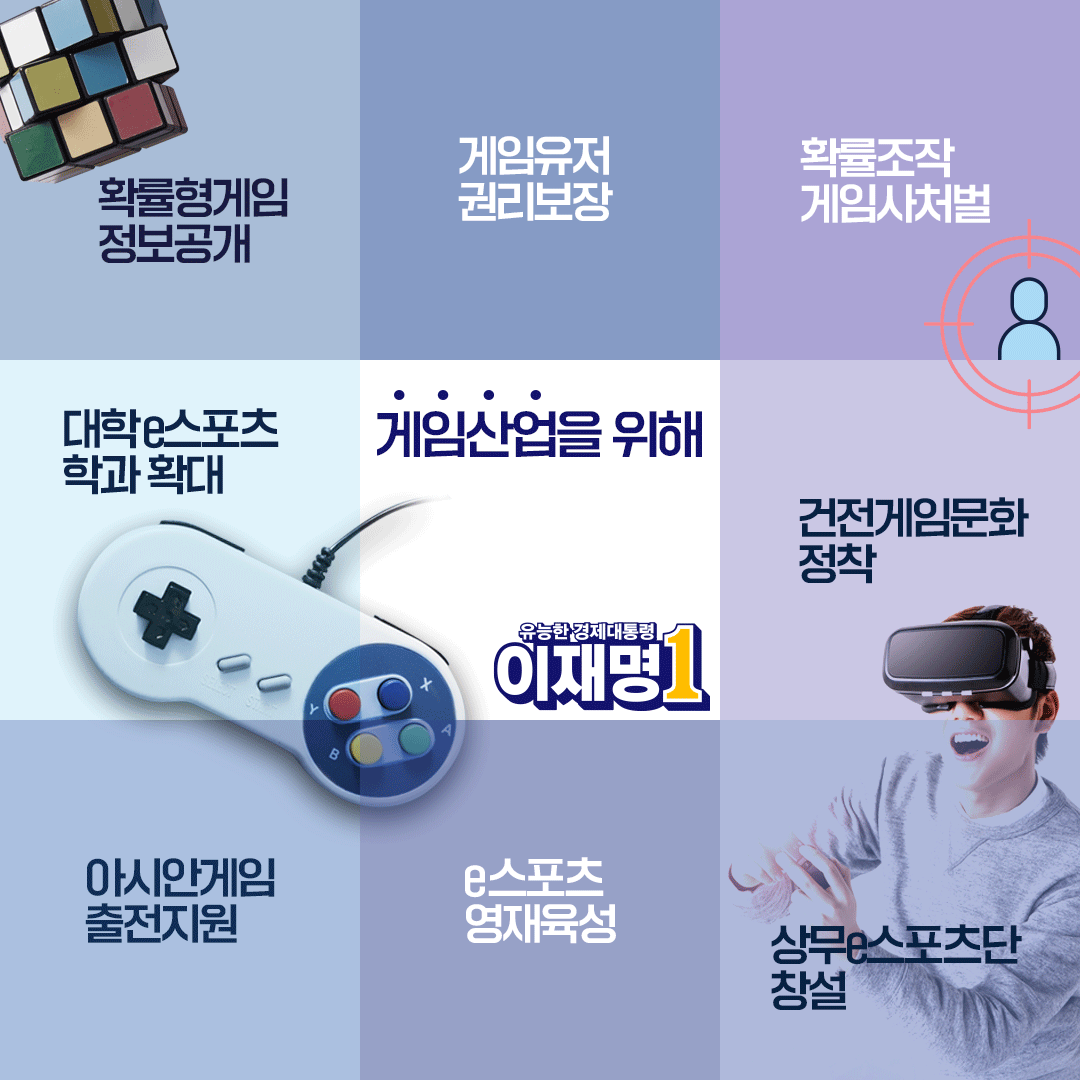 확률형게임
정보공개
게임유저
권리보장
확률조작
게임사처벌
대학 e스포츠
학과 확대
게임산업을 위해
유능한 경제대통령
이재명1
건전게임문화
정착
Y
X
B
A
아시안게임
출전지원
e스포츠
영재육성
상무e스포츠단
창설